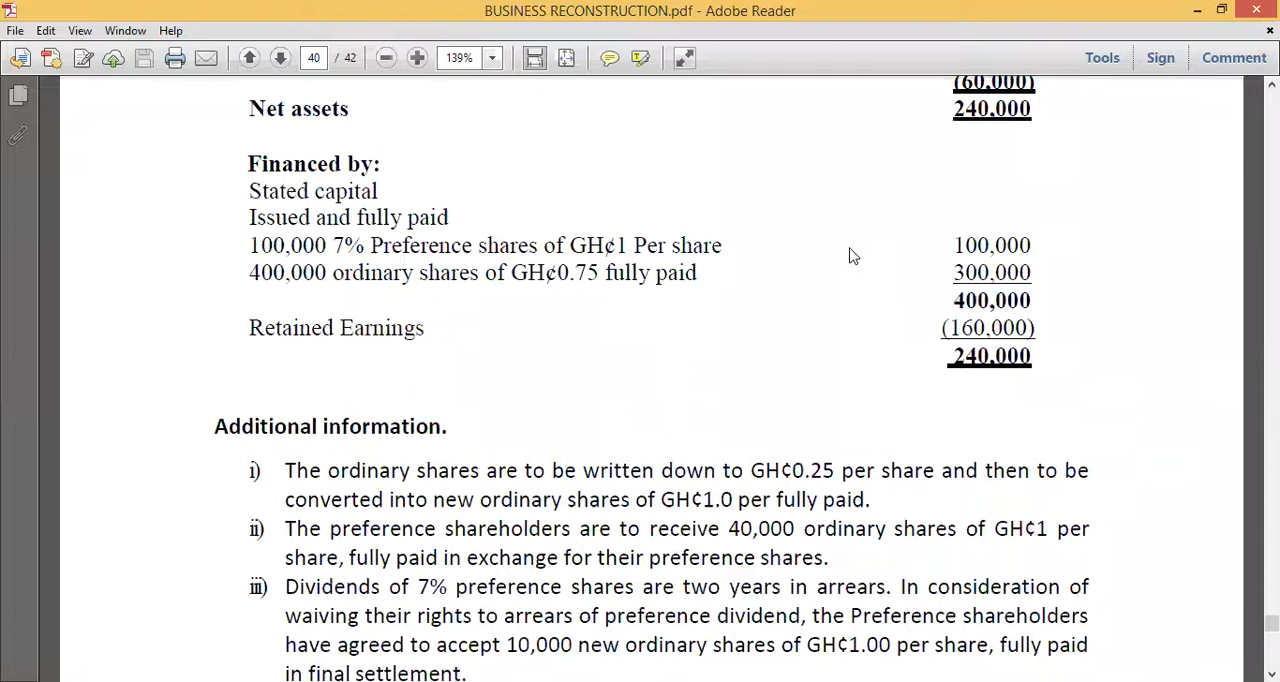 BUSINESS RECONSTRUCTION.pdf - Adobe Reader
File Edit View Window Help
40 / 42 139% Tools Sign Comment
(60,000)
Net assets 240,000
Financed by:
Stated capital
Issued and fully paid
100,000 7% Preference shares of GH¢1 Per share 100,000
400,000 ordinary shares of GH¢0.75 fully paid 300,000
400,000
Retained Earnings (160,000)
240,000
Additional information.
i) The ordinary shares are to be written down to GH¢0.25 per share and then to be
converted into new ordinary shares of GH¢1.0 per fully paid.
ii) The preference shareholders are to receive 40,000 ordinary shares of GH¢1 per
share, fully paid in exchange for their preference shares.
iii) Dividends of 7% preference shares are two years in arrears. In consideration of
waiving their rights to arrears of preference dividend, the Preference shareholders
have agreed to accept 10,000 new ordinary shares of GH¢1.00 per share, fully paid
in final settlement.